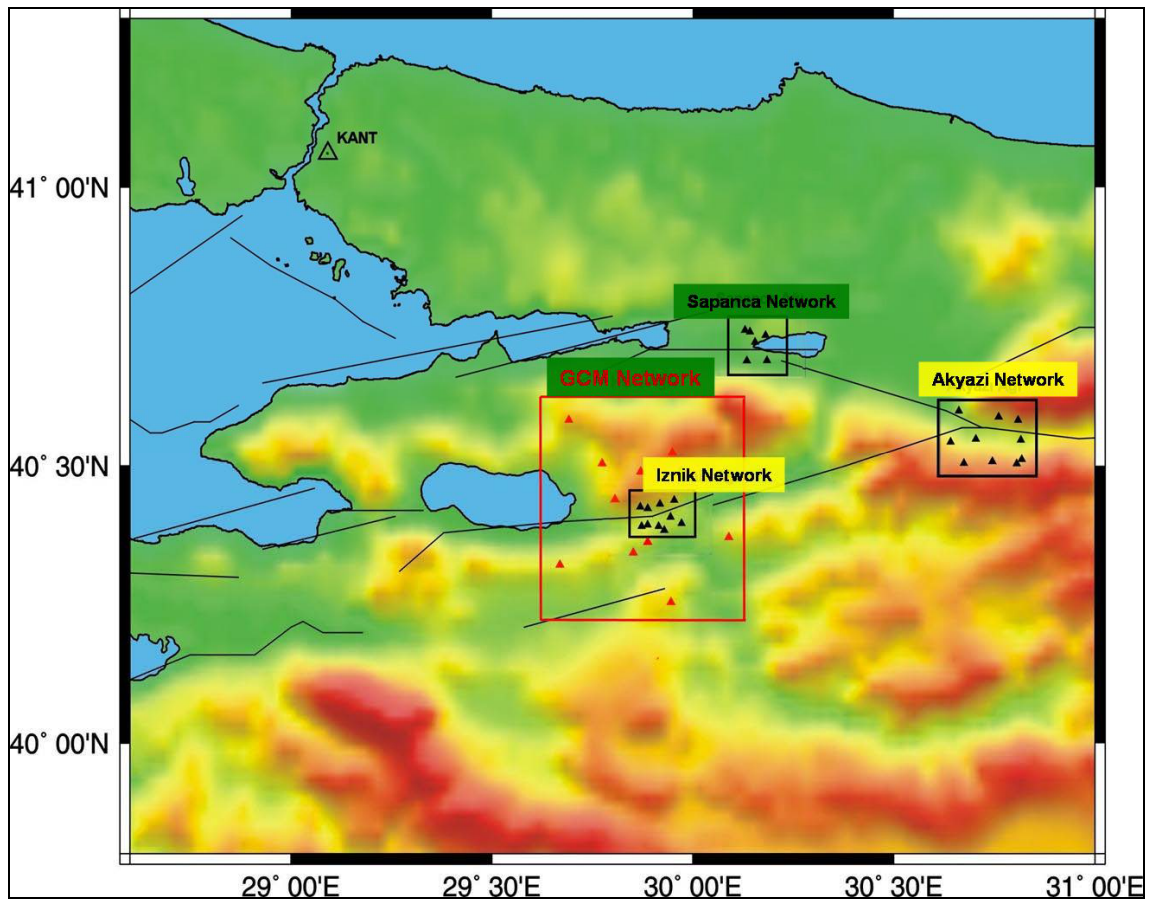 KANT
41° 00'N
Sapanca Network
GCM Network
Akyazi Network
40° 30'N
Iznik Network
40° 00'N
29° 00'E
29° 30'E
30° 00'E
30° 30'E
31° 00'E